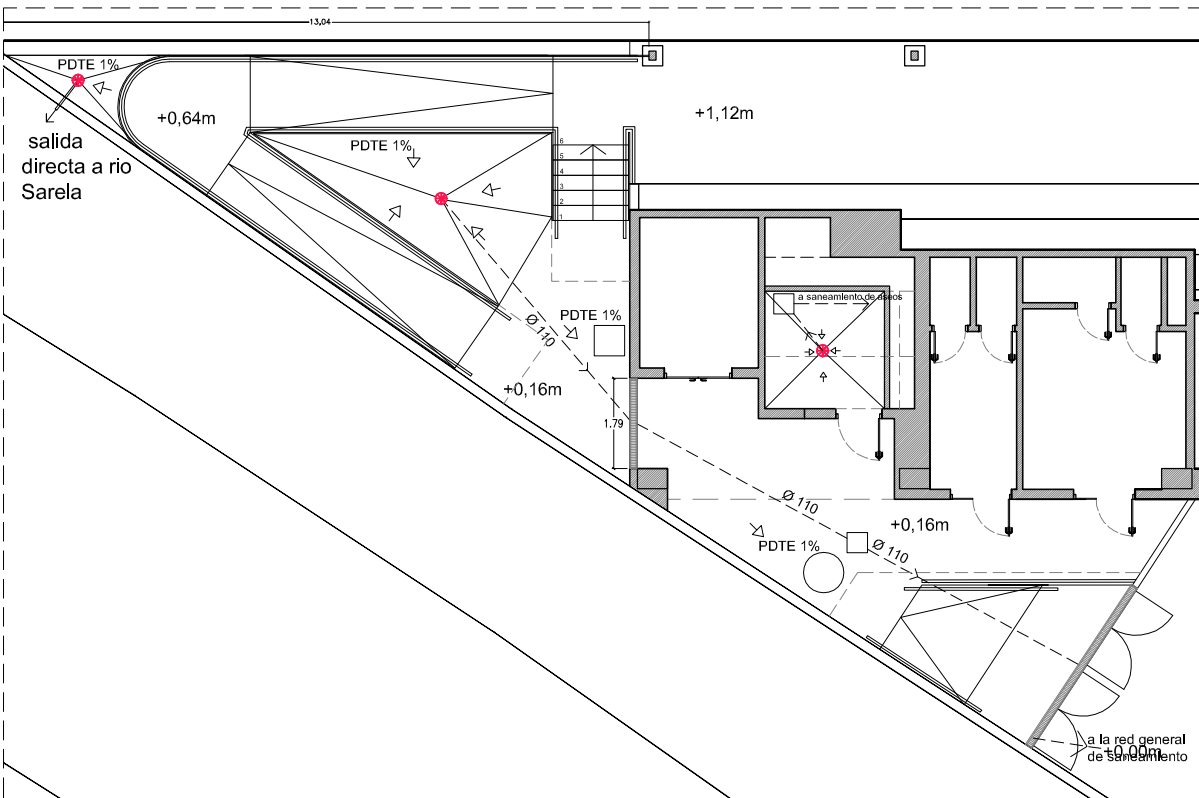 13,04
PDTE 1%
+0,64m
+1,12m
salida
directa a rio
Sarela
PDTE 1%
6
5
4
3
2
1
a saneamiento de aseos
PDTE 1%
Ø 110
+0,16m
1.79
Ø 110
+0,16m
PDTE 1%
Ø 110
a la red general
+0,00m
de saneamiento